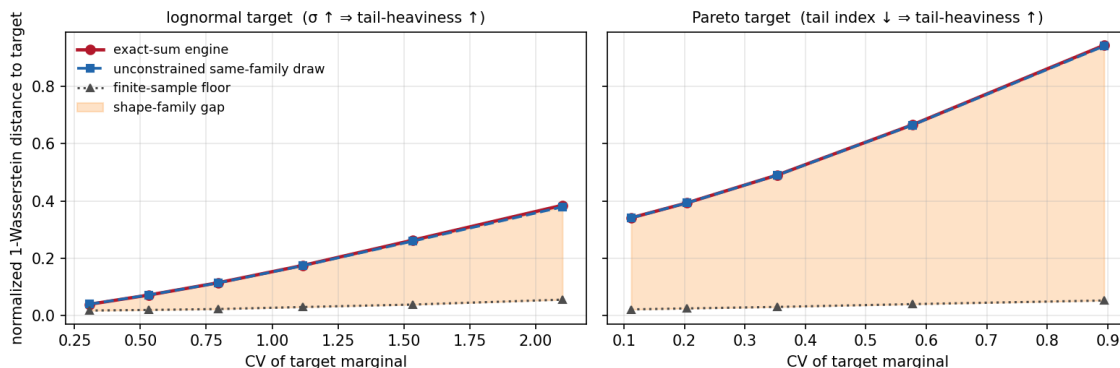 lognormal target (σ ↑ ⇒ tail-heaviness ↑)
normalized 1-Wasserstein distance to target
exact-sum engine
unconstrained same-family draw
finite-sample floor
shape-family gap
0.8
0.6
0.4
0.2
0.0
0.25 0.50 0.75 1.00 1.25 1.50 1.75 2.00
CV of target marginal
Pareto target (tail index ↓ ⇒ tail-heaviness ↑)
0.1 0.2 0.3 0.4 0.5 0.6 0.7 0.8 0.9
CV of target marginal